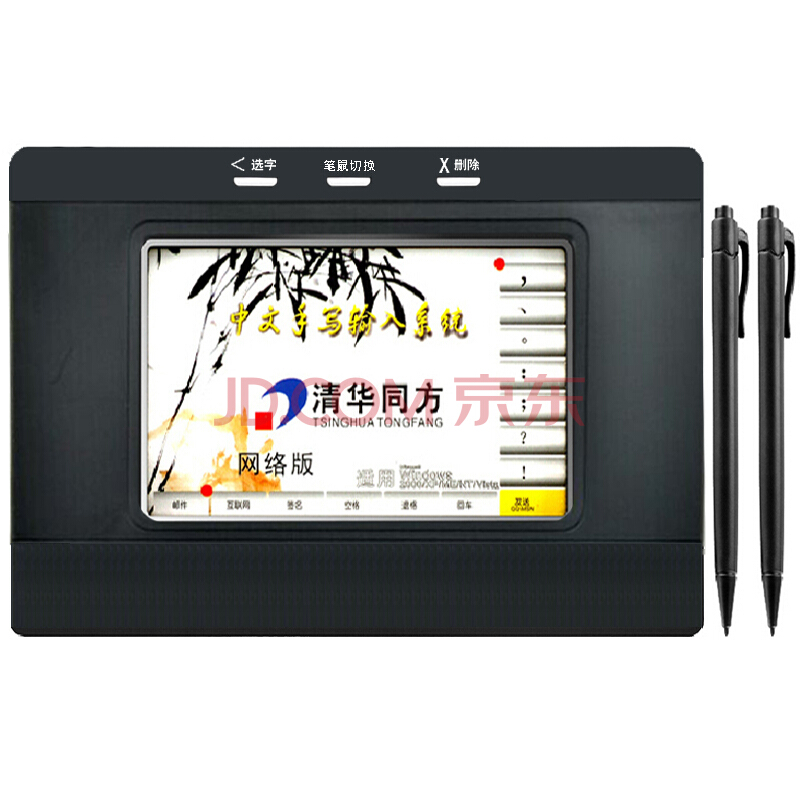 < 选字
笔鼠切换
X 删除
中文手写输入系统
，
、
。
：
；
？
！
JD.COM 京东
清华同方
TSINGHUA TONGFANG
网络版
适用 Windows
邮件
互联网
签名
空格
退格
回车
发送
QQ·MSN